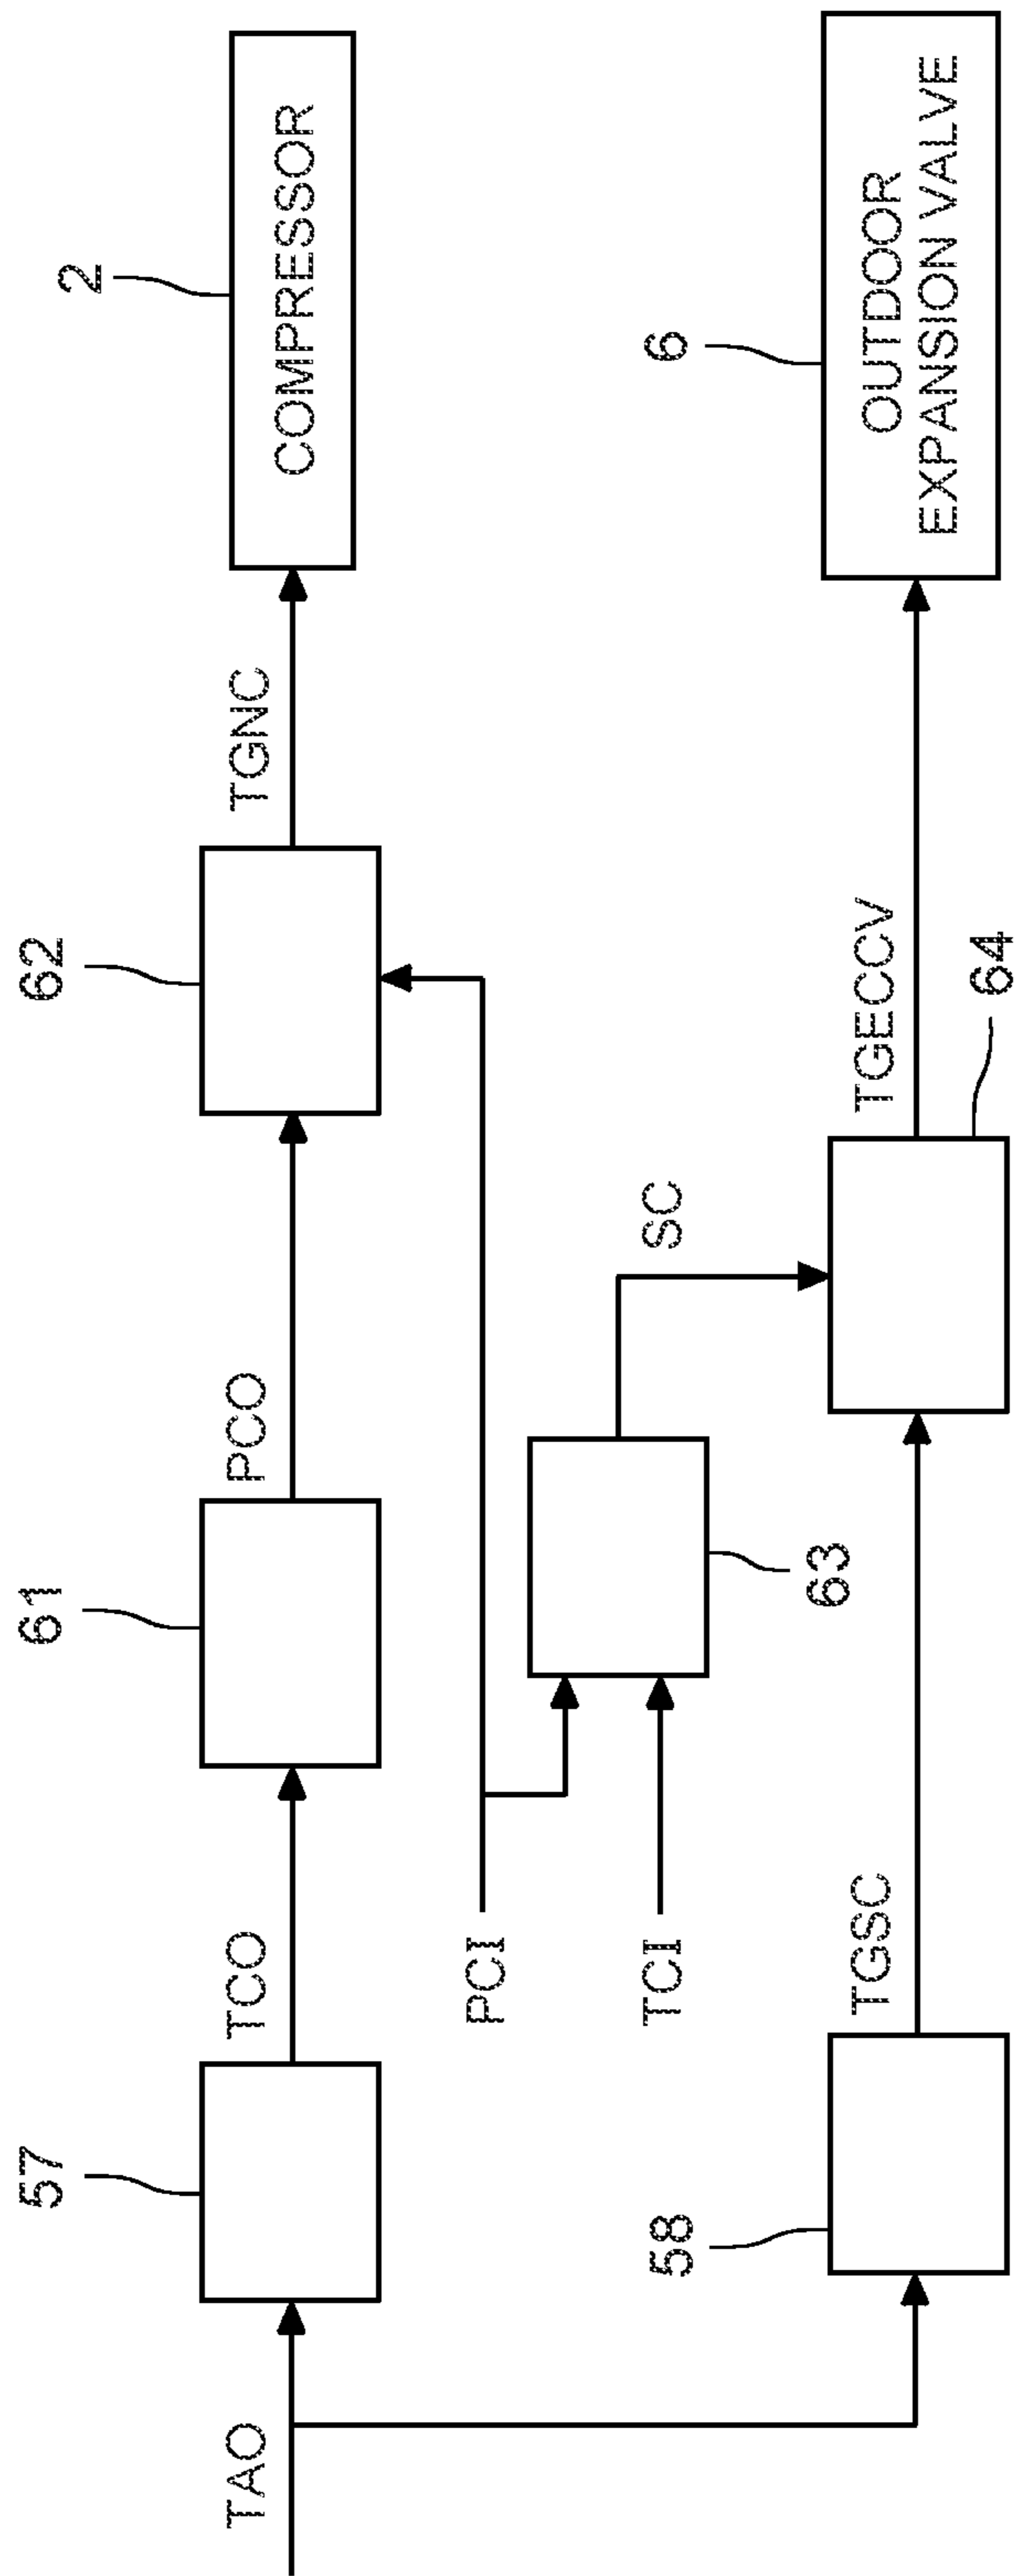 TAO
57
TCO
61
PCO
62
TGNC
2
COMPRESSOR
PCI
TCI
63
SC
58
TGSC
64
TGECCV
6
OUTDOOR
EXPANSION VALVE